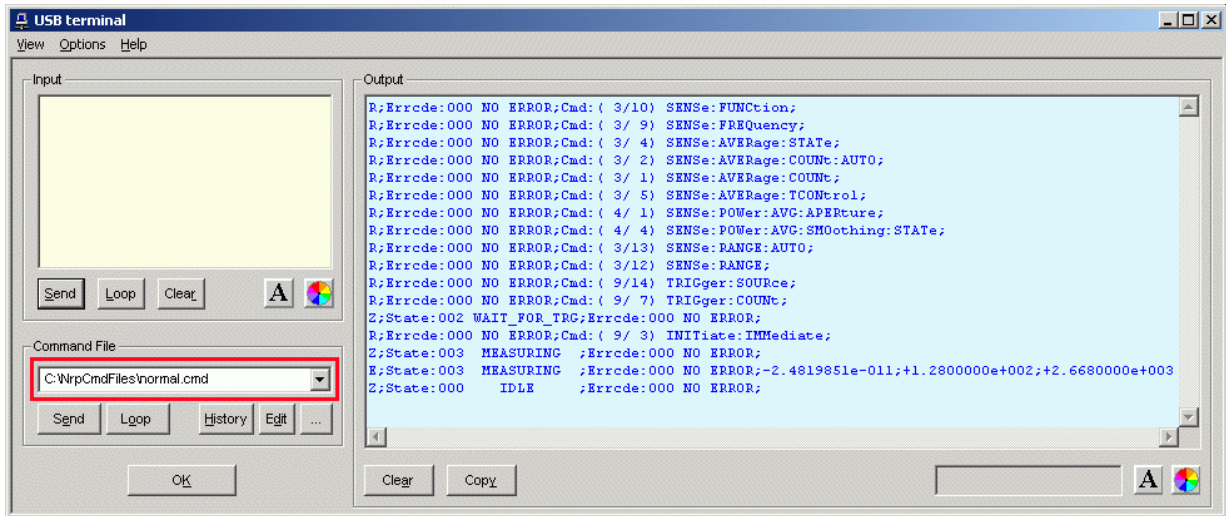 USB terminal
View Options Help
Input
Send Loop Clear A
Command File
C:\NrpCmdFiles\normal.cmd
Send Loop History Edit ...
OK
Output
R;Errcde:000 NO ERROR;Cmd:( 3/10) SENSe:FUNCtion;
R;Errcde:000 NO ERROR;Cmd:( 3/ 9) SENSe:FREQuency;
R;Errcde:000 NO ERROR;Cmd:( 3/ 4) SENSe:AVERage:STATe;
R;Errcde:000 NO ERROR;Cmd:( 3/ 2) SENSe:AVERage:COUNt:AUTO;
R;Errcde:000 NO ERROR;Cmd:( 3/ 1) SENSe:AVERage:COUNt;
R;Errcde:000 NO ERROR;Cmd:( 3/ 5) SENSe:AVERage:TCONtrol;
R;Errcde:000 NO ERROR;Cmd:( 4/ 1) SENSe:POWer:AVG:APERture;
R;Errcde:000 NO ERROR;Cmd:( 4/ 4) SENSe:POWer:AVG:SMOothing:STATe;
R;Errcde:000 NO ERROR;Cmd:( 3/13) SENSe:RANGE:AUTO;
R;Errcde:000 NO ERROR;Cmd:( 3/12) SENSe:RANGE;
R;Errcde:000 NO ERROR;Cmd:( 9/14) TRIGger:SOURce;
R;Errcde:000 NO ERROR;Cmd:( 9/ 7) TRIGger:COUNt;
Z;State:002 WAIT_FOR_TRG;Errcde:000 NO ERROR;
R;Errcde:000 NO ERROR;Cmd:( 9/ 3) INITiate:IMMediate;
Z;State:003 MEASURING ;Errcde:000 NO ERROR;
E;State:003 MEASURING ;Errcde:000 NO ERROR;-2.4819851e-011;+1.2800000e+002;+2.6680000e+003
Z;State:000 IDLE ;Errcde:000 NO ERROR;
Clear Copy A